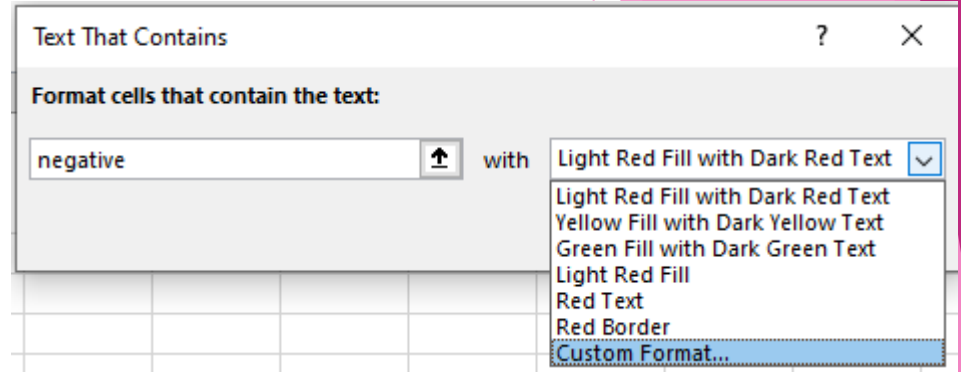 Text That Contains ?
Format cells that contain the text:
negative with Light Red Fill with Dark Red Text
Light Red Fill with Dark Red Text
Yellow Fill with Dark Yellow Text
Green Fill with Dark Green Text
Light Red Fill
Red Text
Red Border
Custom Format...